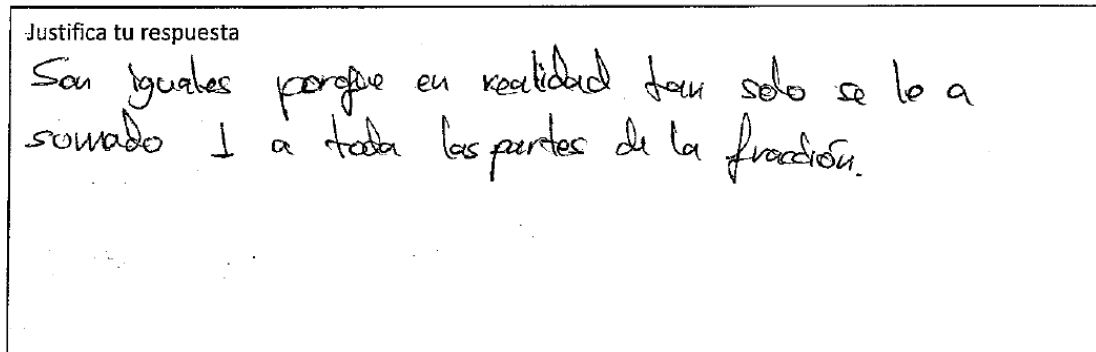 Justifica tu respuesta
Son iguales porque en realidad tan solo se le a
sumado 1 a toda las partes de la fracción.